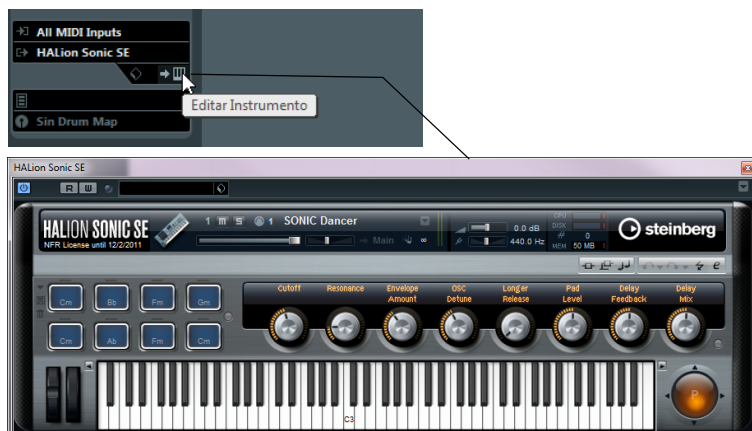 All MIDI Inputs
HALion Sonic SE
Editar Instrumento
Sin Drum Map
HALion Sonic SE
R W
HALION SONIC SE
NFR License until 12/2/2011
1 m s 1 SONIC Dancer
Main ∞
0.0 dB
440.0 Hz
CPU
DISK
# 0
MEM 50 MB
steinberg
e
Cm Bb Fm Gm
Cm Ab Fm Cm
Cutoff Resonance Envelope Amount OSC Detune Longer Release Pad Level Delay Feedback Delay Mix
C3
P